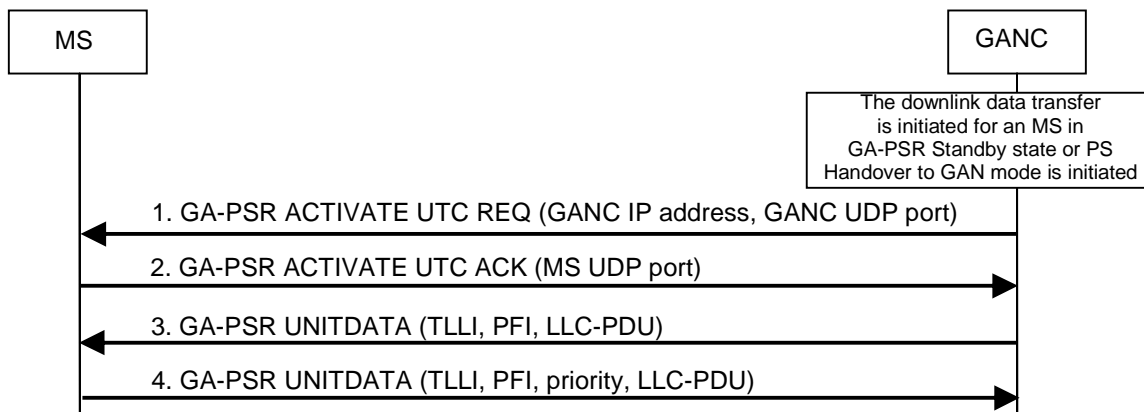 MS
GANC
The downlink data transfer
is initiated for an MS in
GA-PSR Standby state or PS
Handover to GAN mode is initiated
1. GA-PSR ACTIVATE UTC REQ (GANC IP address, GANC UDP port)
2. GA-PSR ACTIVATE UTC ACK (MS UDP port)
3. GA-PSR UNITDATA (TLLI, PFI, LLC-PDU)
4. GA-PSR UNITDATA (TLLI, PFI, priority, LLC-PDU)